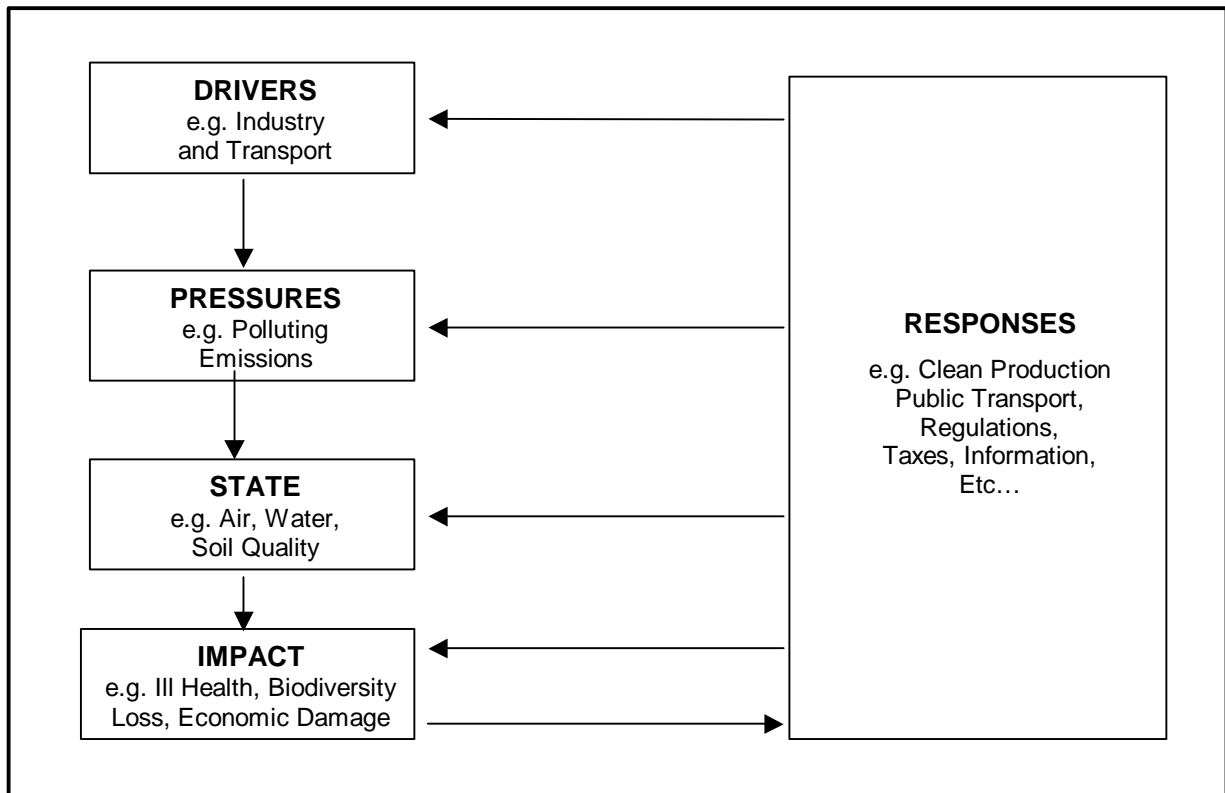 DRIVERS
e.g. Industry
and Transport
PRESSURES
e.g. Polluting
Emissions
STATE
e.g. Air, Water,
Soil Quality
IMPACT
e.g. Ill Health, Biodiversity
Loss, Economic Damage
RESPONSES
e.g. Clean Production
Public Transport,
Regulations,
Taxes, Information,
Etc…